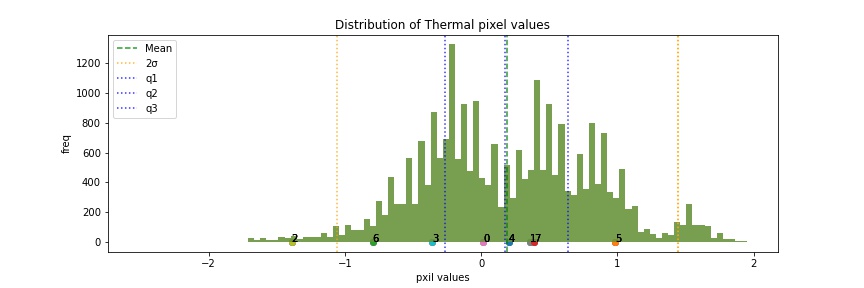 Distribution of Thermal pixel values
Mean
2σ
q1
q2
q3
freq
1200
1000
800
600
400
200
0
2
6
3
0
4
17
5
−2
−1
0
1
2
pxil values